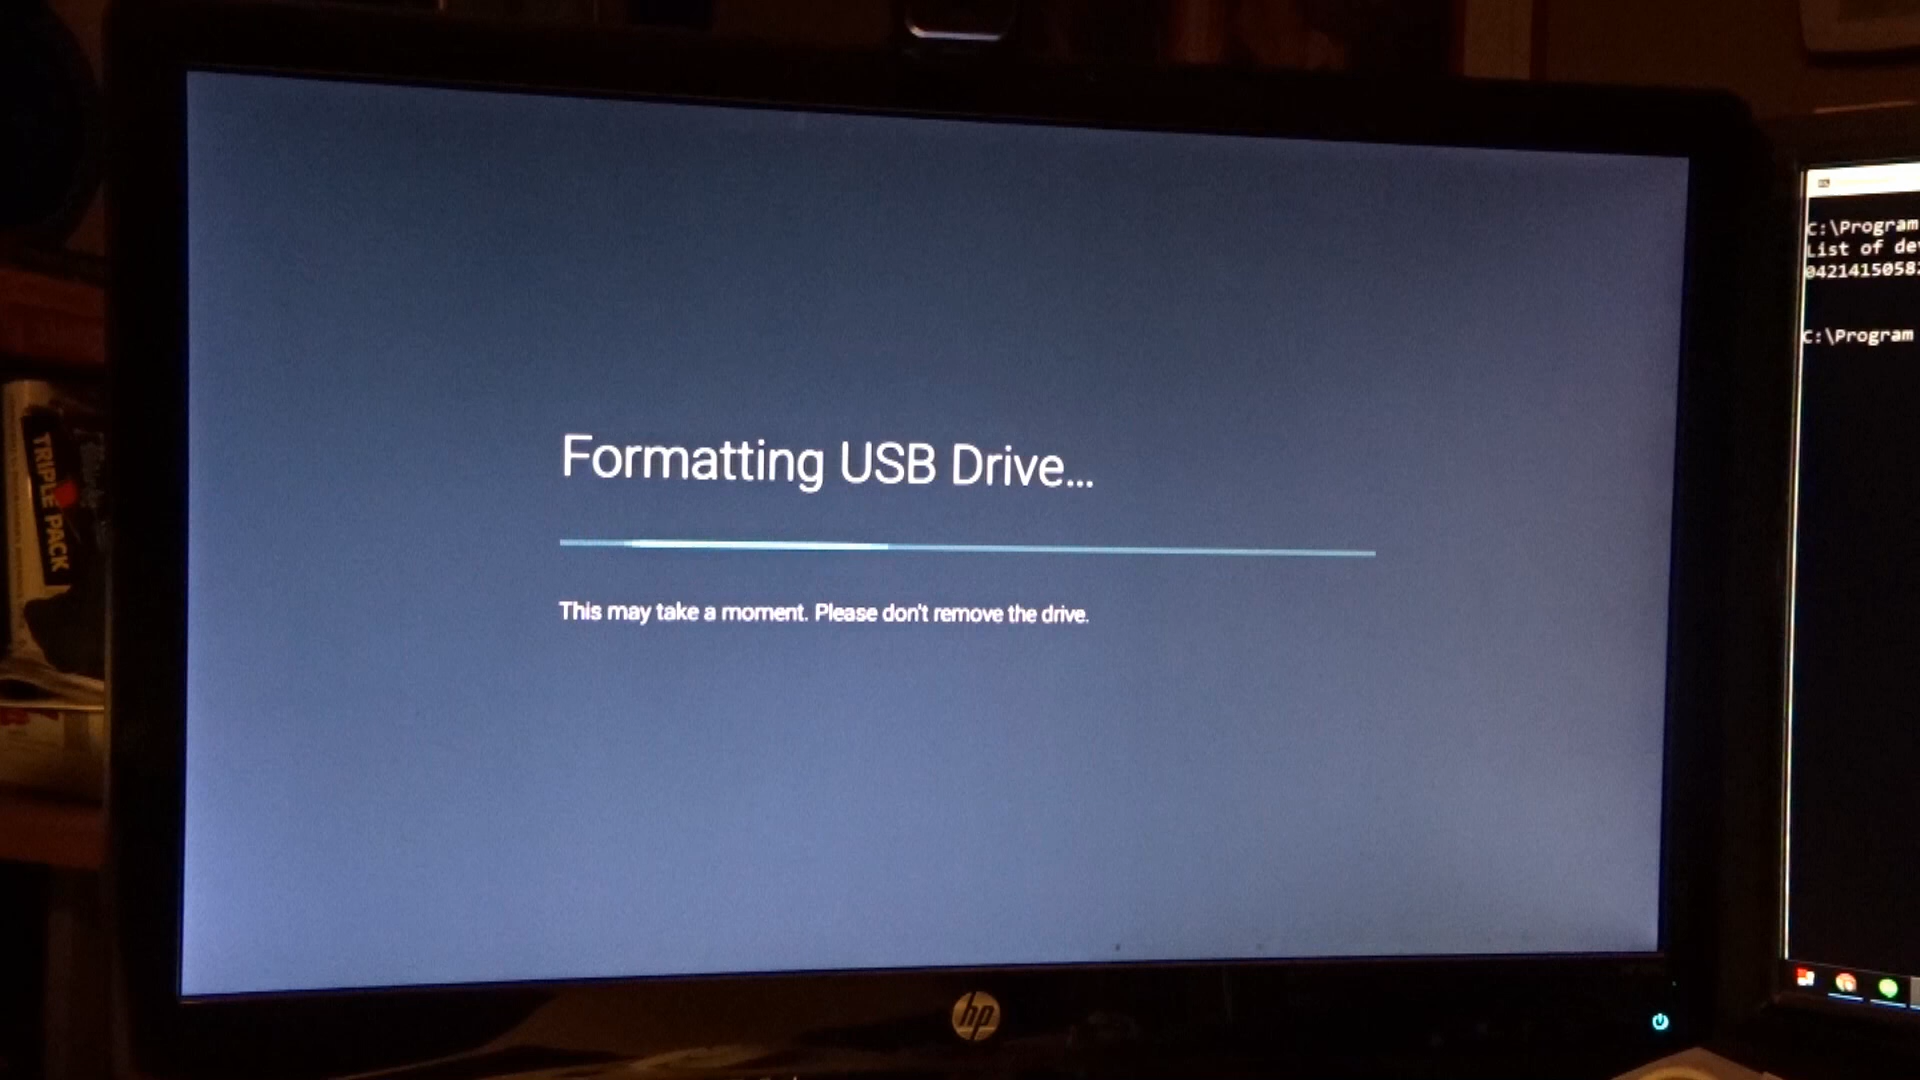 Formatting USB Drive...
This may take a moment. Please don't remove the drive.
C:\Program
List of dev
0421415058
C:\Program
TRIPLE PACK
hp